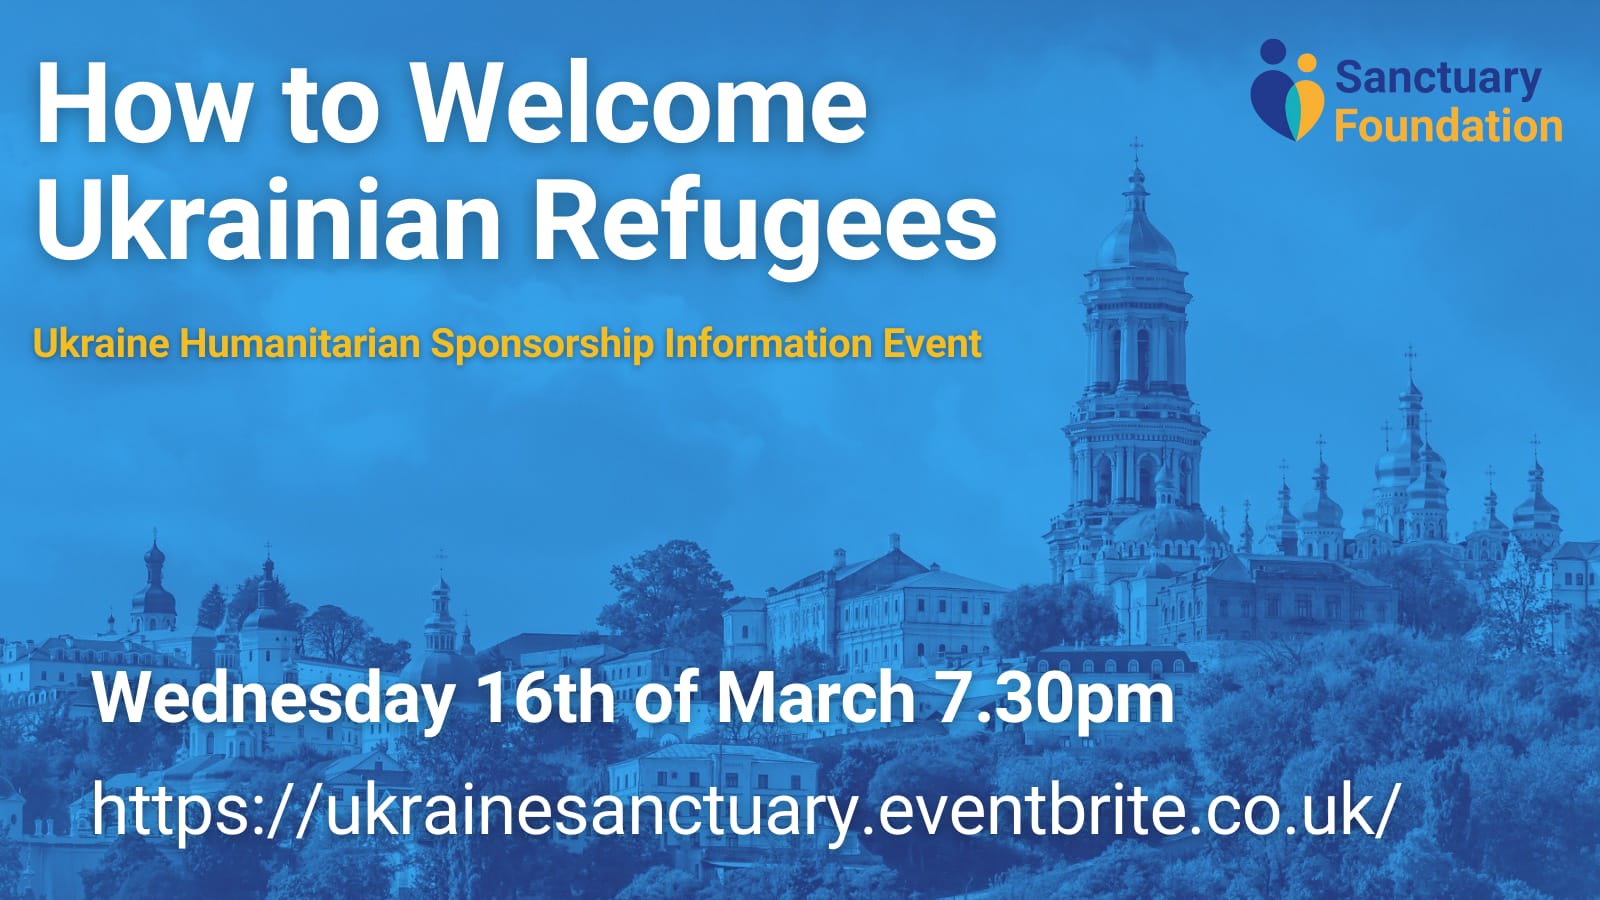 How to Welcome
Ukrainian Refugees
Sanctuary
Foundation
Ukraine Humanitarian Sponsorship Information Event
Wednesday 16th of March 7.30pm
https://ukrainesanctuary.eventbrite.co.uk/